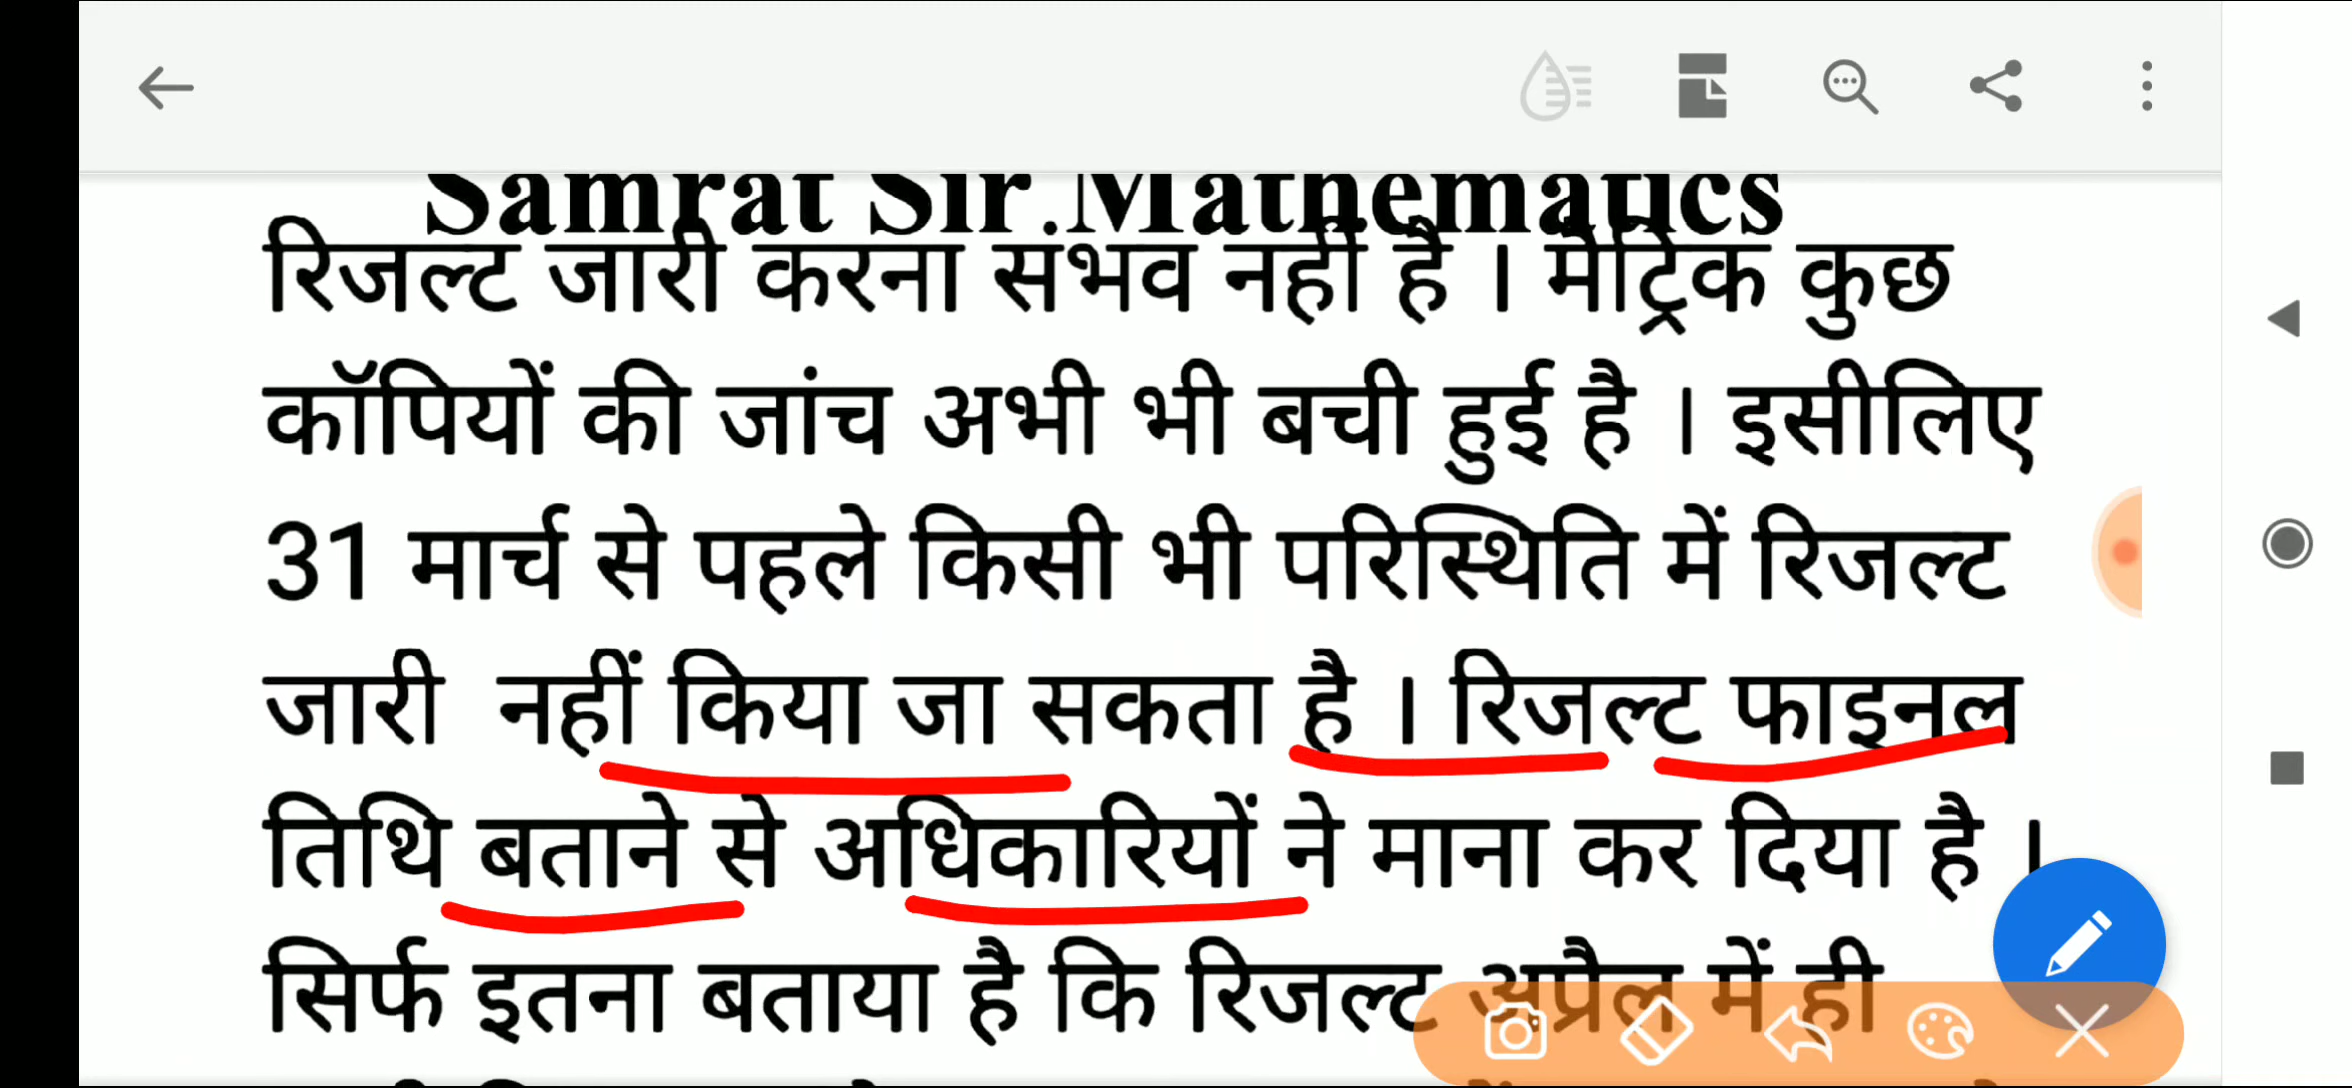 Samrat Sir Mathematics
रिजल्ट जारी करना संभव नहीं है । मैट्रिक कुछ
कॉपियों की जांच अभी भी बची हुई है । इसीलिए
31 मार्च से पहले किसी भी परिस्थिति में रिजल्ट
जारी नहीं किया जा सकता है । रिजल्ट फाइनल
तिथि बताने से अधिकारियों ने माना कर दिया है ।
सिर्फ इतना बताया है कि रिजल्ट अप्रैल में ही